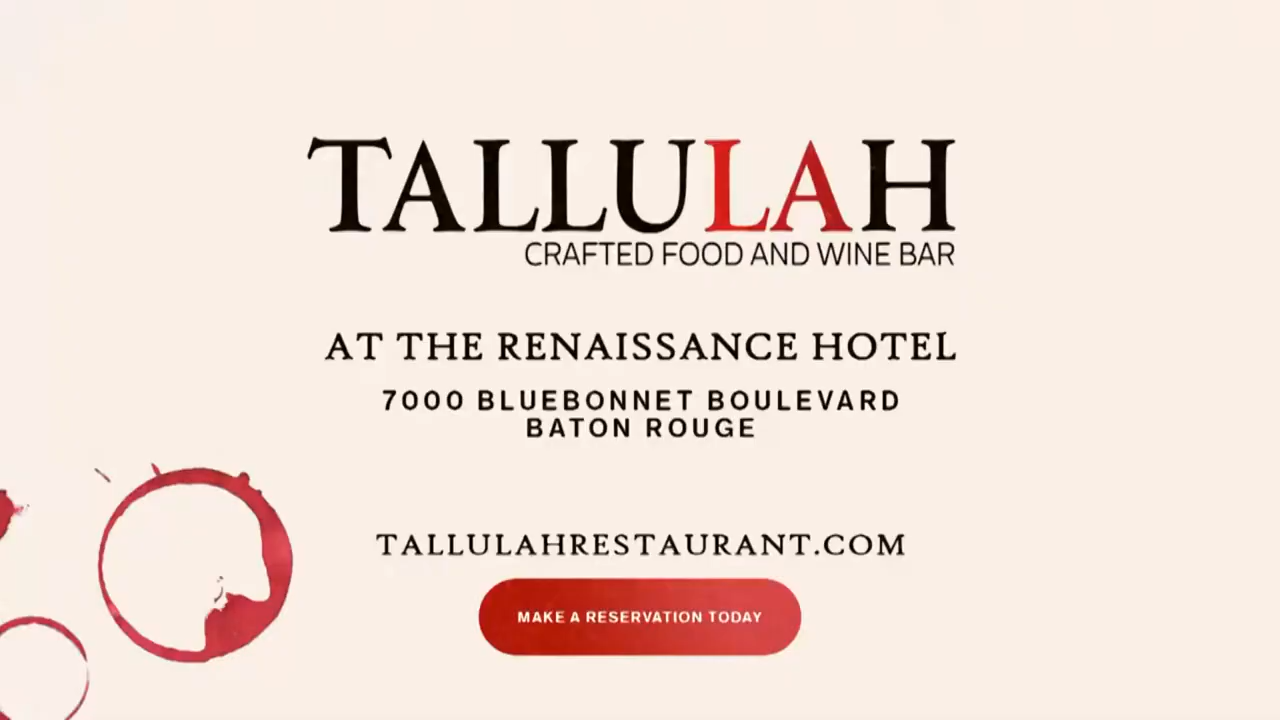 TALLULAH
CRAFTED FOOD AND WINE BAR
AT THE RENAISSANCE HOTEL
7000 BLUEBONNET BOULEVARD
BATON ROUGE
TALLULAHRESTAURANT.COM
MAKE A RESERVATION TODAY